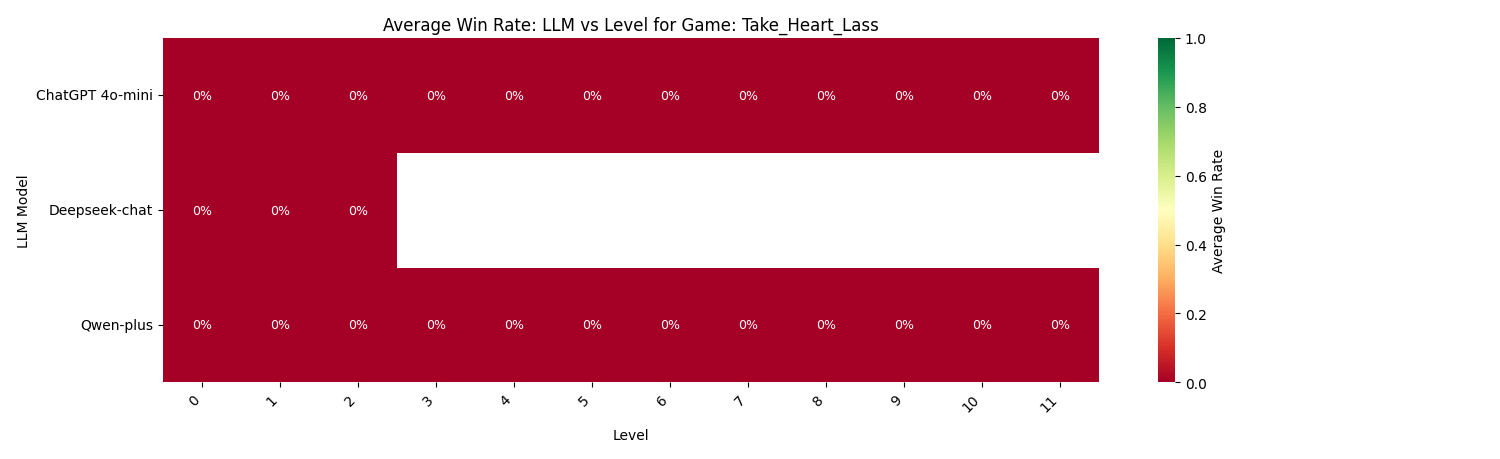 Average Win Rate: LLM vs Level for Game: Take_Heart_Lass
LLM Model
ChatGPT 4o-mini
0% 0% 0% 0% 0% 0% 0% 0% 0% 0% 0% 0%
Deepseek-chat
0% 0% 0%
Qwen-plus
0% 0% 0% 0% 0% 0% 0% 0% 0% 0% 0% 0%
0 1 2 3 4 5 6 7 8 9 10 11
Level
1.0
0.8
0.6
0.4
0.2
0.0
Average Win Rate